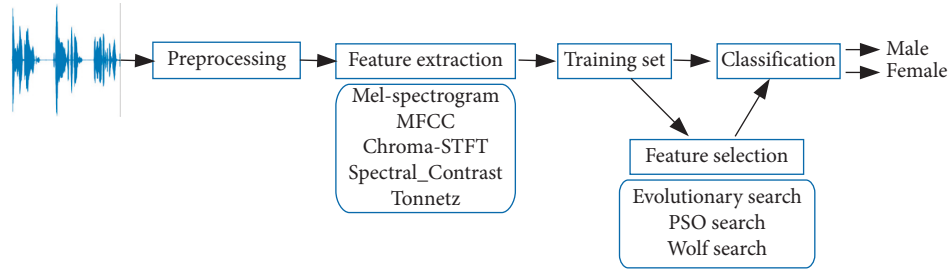 Preprocessing
Feature extraction
Mel-spectrogram
MFCC
Chroma-STFT
Spectral_Contrast
Tonnetz
Training set
Classification
Male
Female
Feature selection
Evolutionary search
PSO search
Wolf search